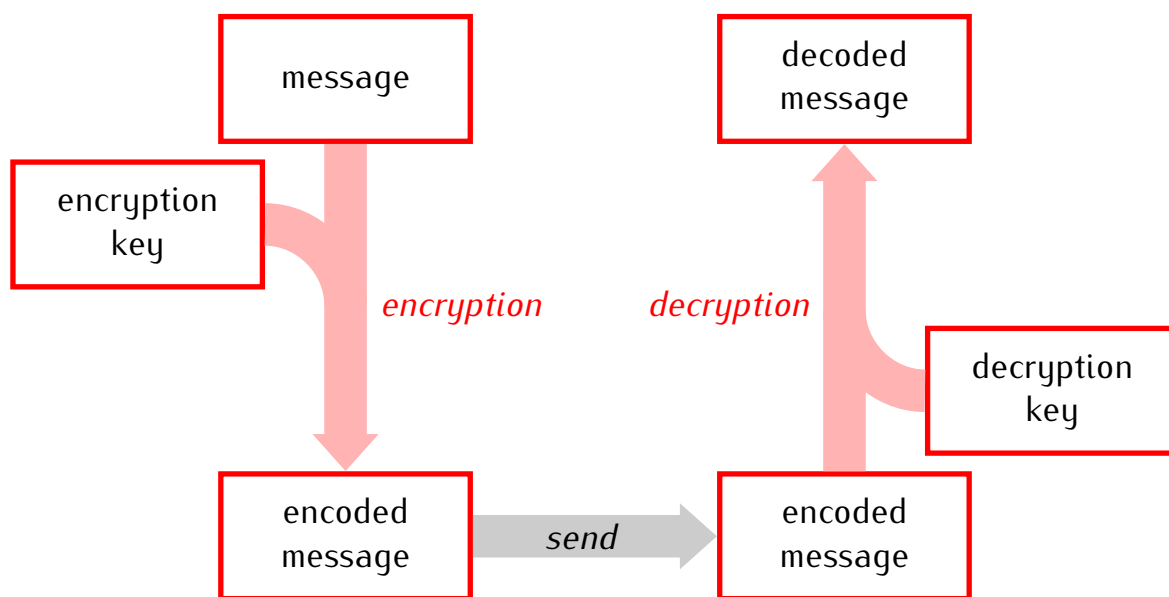 message
decoded
message
encryption
key
encryption
decryption
decryption
key
encoded
message
send
encoded
message